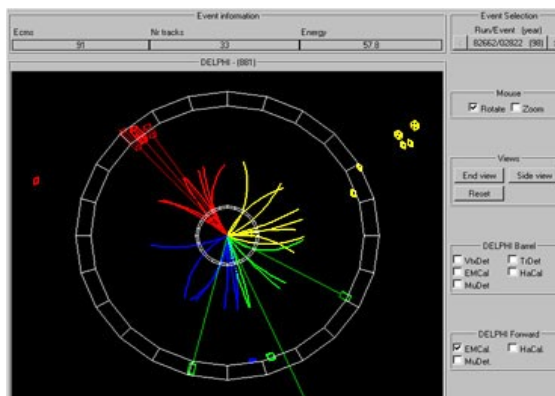 Event information
Ecms Nr tracks Energy
91 33 57.8
DELPHI - (881)
Event Selection
Run/Event (year)
82662/02822 (98)
Mouse
Rotate Zoom
Views
End view Side view
Reset
DELPHI Barrel
VtxDet TrDet
EMCal HaCal
MuDet
DELPHI Forward
EMCal HaCal
MuDet